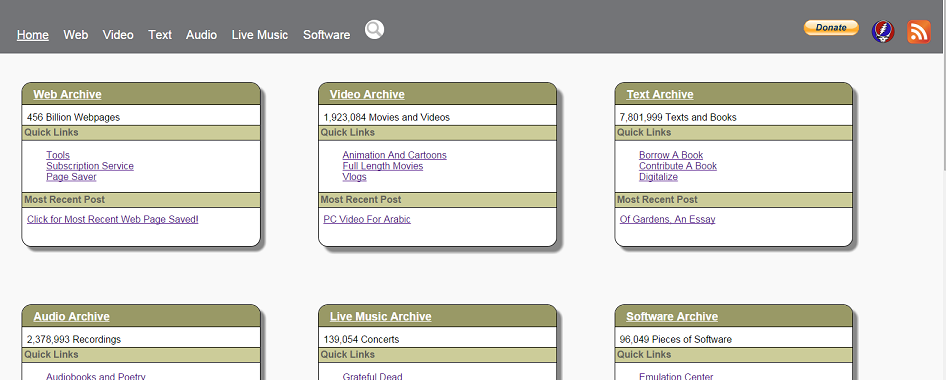 Home Web Video Text Audio Live Music Software Donate
Web Archive
456 Billion Webpages
Quick Links
Tools
Subscription Service
Page Saver
Most Recent Post
Click for Most Recent Web Page Saved!
Video Archive
1,923,084 Movies and Videos
Quick Links
Animation And Cartoons
Full Length Movies
Vlogs
Most Recent Post
PC Video For Arabic
Text Archive
7,801,999 Texts and Books
Quick Links
Borrow A Book
Contribute A Book
Digitalize
Most Recent Post
Of Gardens, An Essay
Audio Archive
2,378,993 Recordings
Quick Links
Audiobooks and Poetry
Live Music Archive
139,054 Concerts
Quick Links
Grateful Dead
Software Archive
96,049 Pieces of Software
Quick Links
Emulation Center